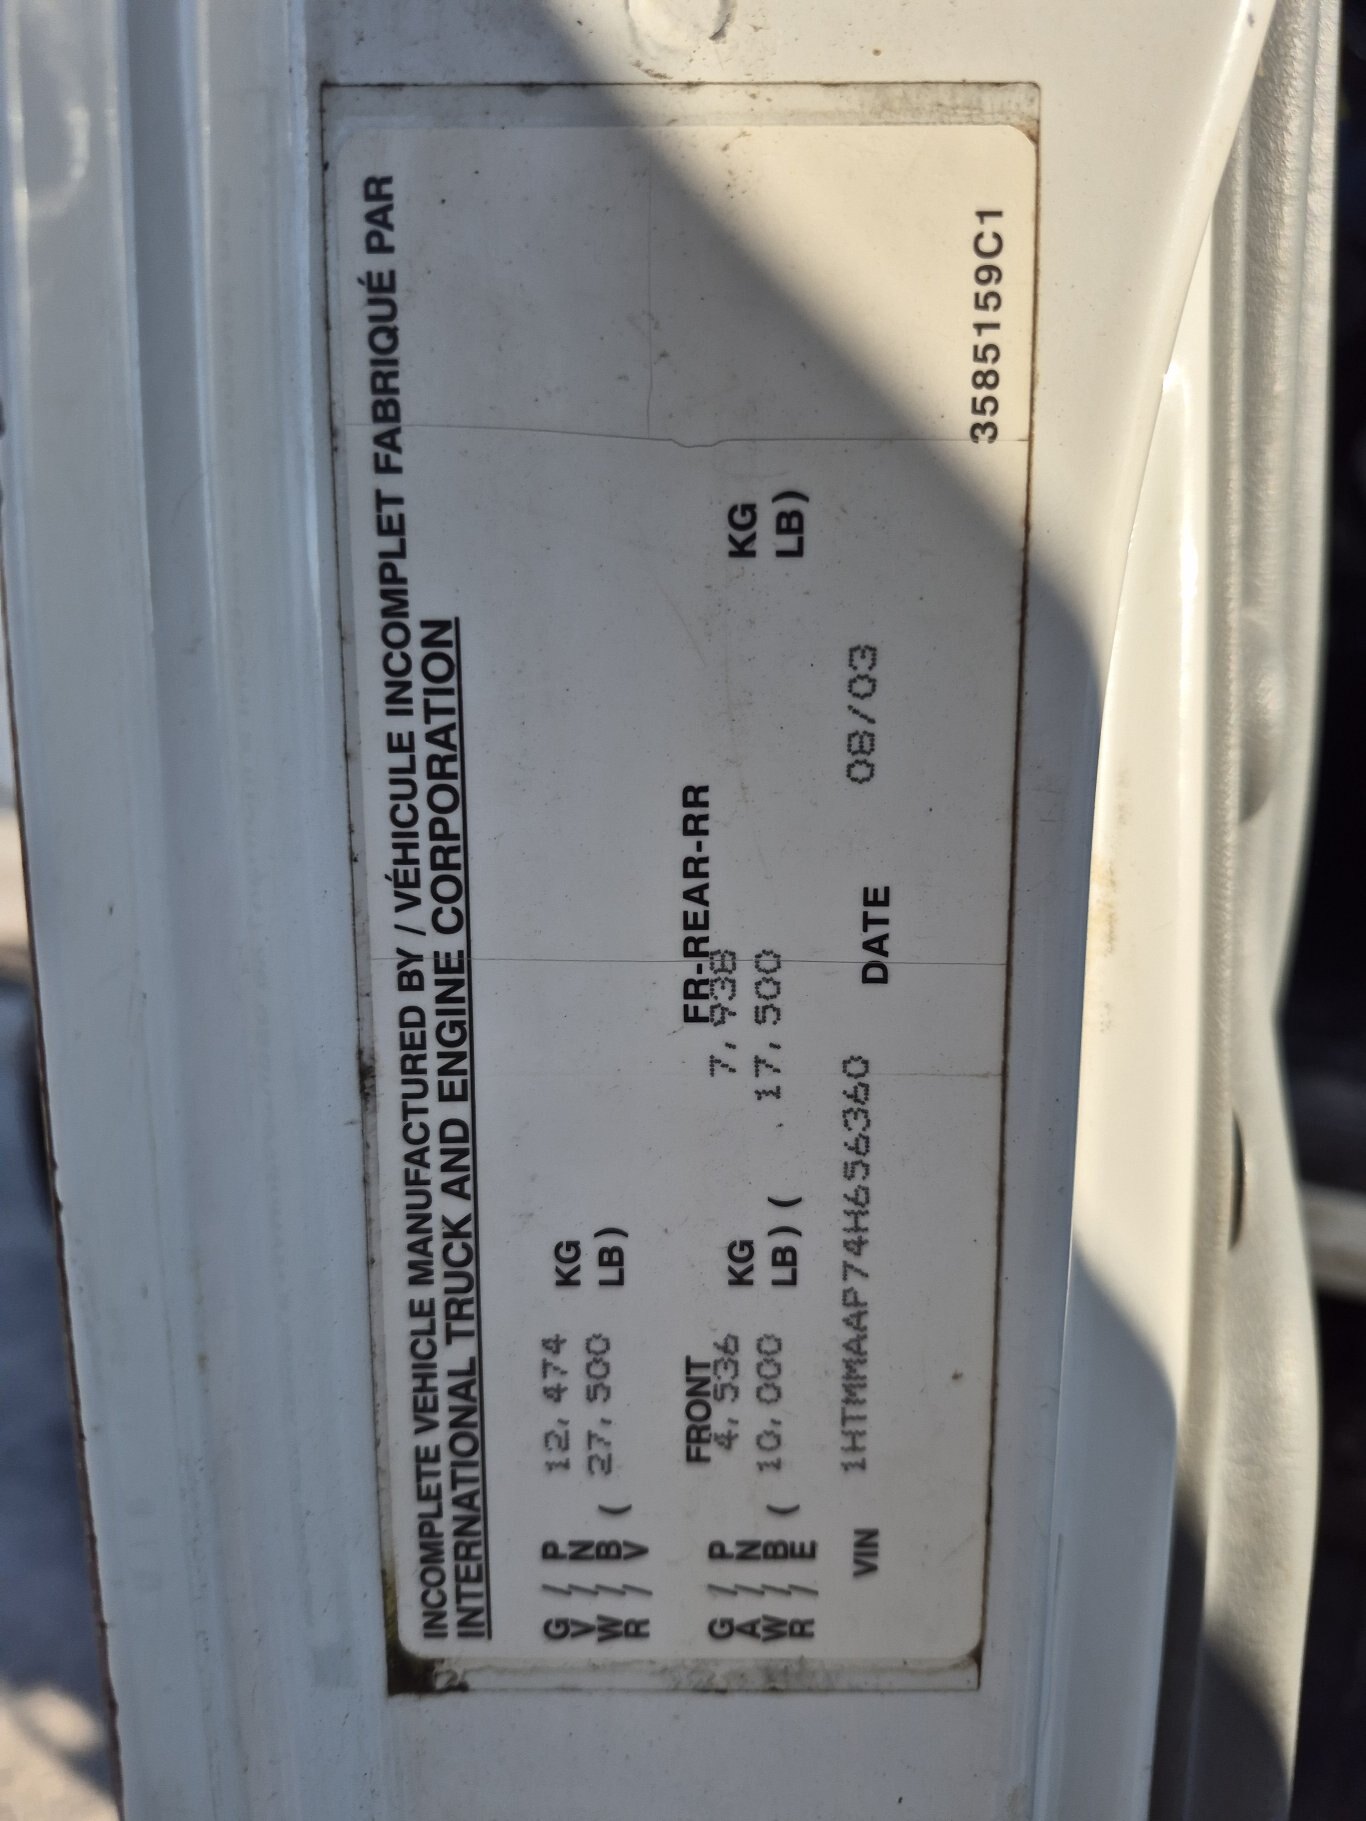 INCOMPLETE VEHICLE MANUFACTURED BY / VÉHICULE INCOMPLET FABRIQUÉ PAR
INTERNATIONAL TRUCK AND ENGINE CORPORATION
G / P 12,474 KG
V / N
W / B ( 27,500 LB)
R / V
FRONT FR-REAR-RR
G / P 4,536 KG 7,938 KG
A / N
W / B ( 10,000 LB) ( 17,500 LB)
R / E
VIN 1HTMMAAP74H656360 DATE 08/03
3585159C1